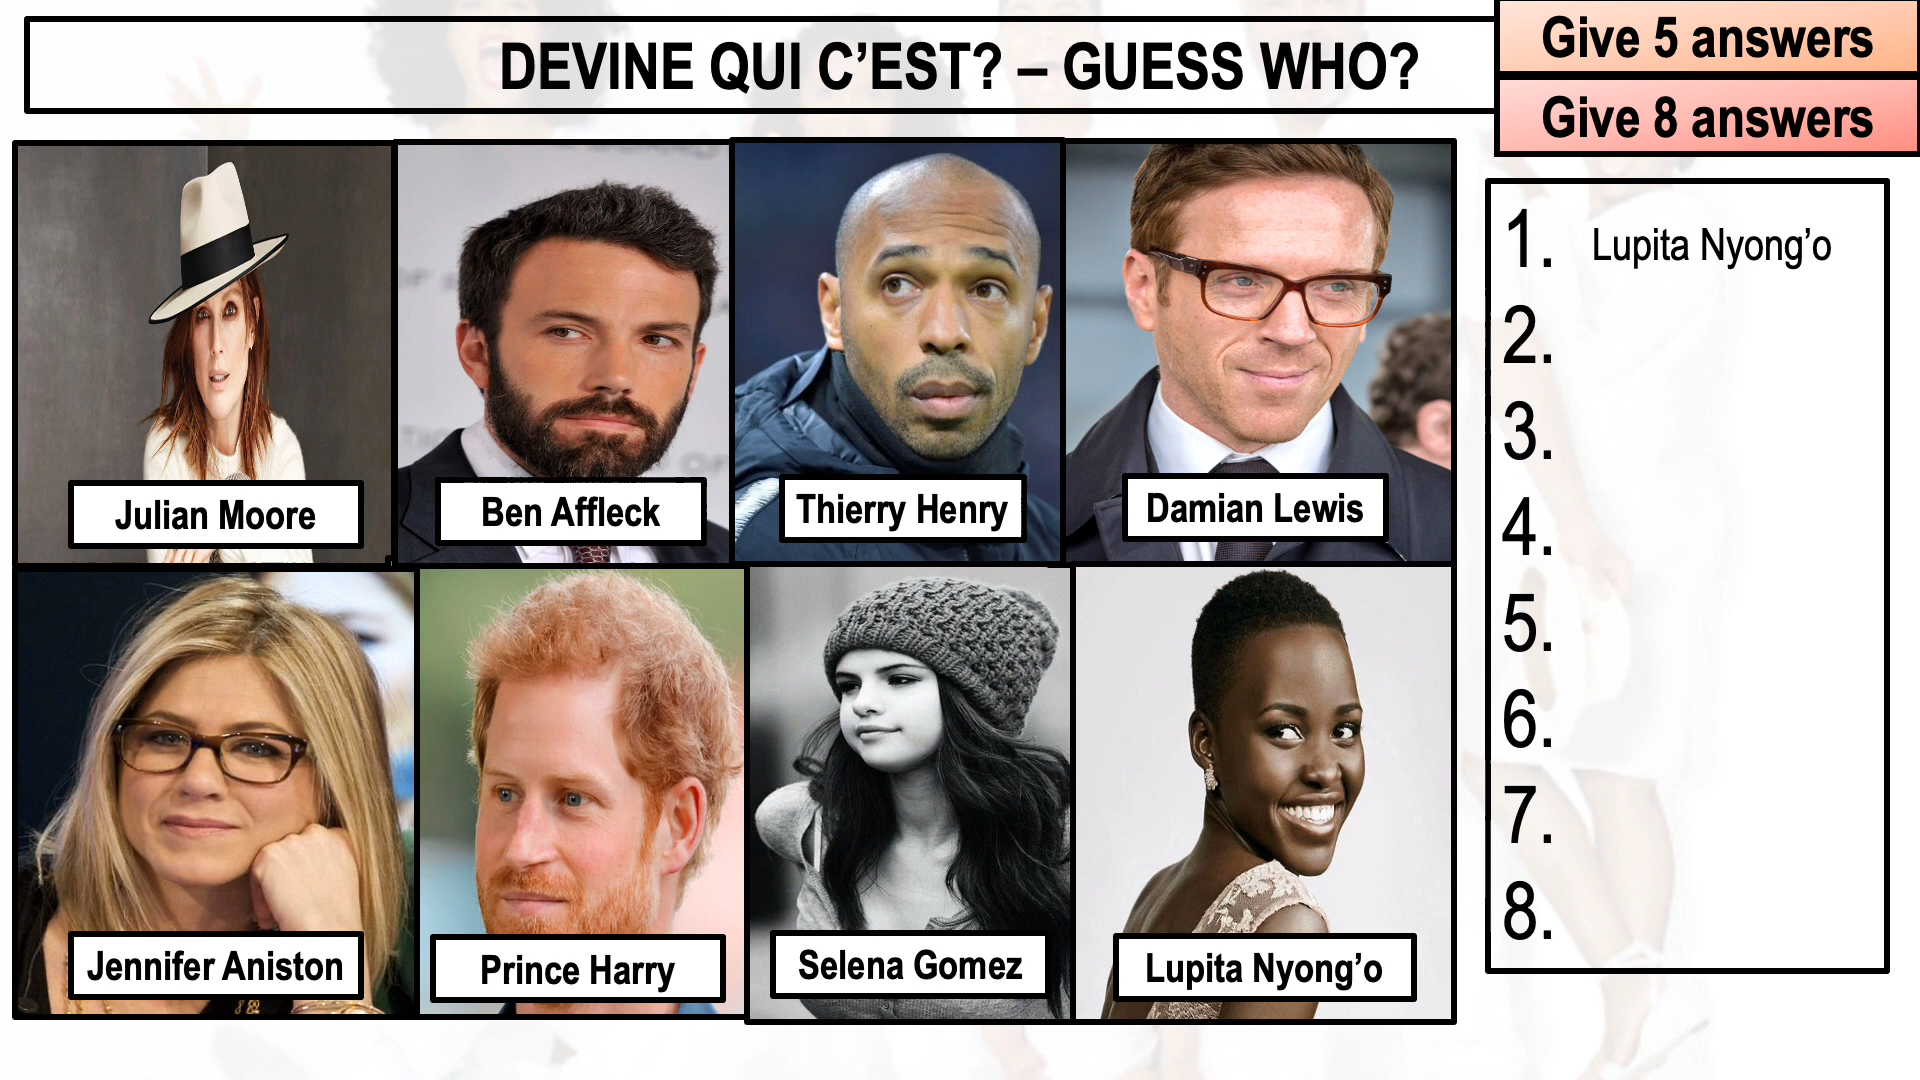 DEVINE QUI C’EST? – GUESS WHO?
Give 5 answers
Give 8 answers
Julian Moore
Ben Affleck
Thierry Henry
Damian Lewis
Jennifer Aniston
Prince Harry
Selena Gomez
Lupita Nyong’o
1. Lupita Nyong’o
2.
3.
4.
5.
6.
7.
8.